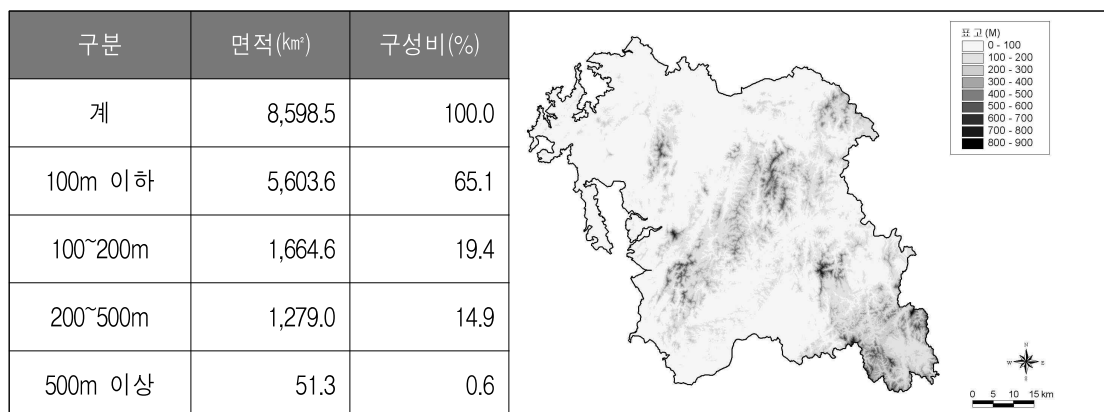 구분 면적(㎢) 구성비(%)
계 8,598.5 100.0
100m 이하 5,603.6 65.1
100~200m 1,664.6 19.4
200~500m 1,279.0 14.9
500m 이상 51.3 0.6
표 고 (M)
0 - 100
100 - 200
200 - 300
300 - 400
400 - 500
500 - 600
600 - 700
700 - 800
800 - 900
N
W E
S
0 5 10 15 km